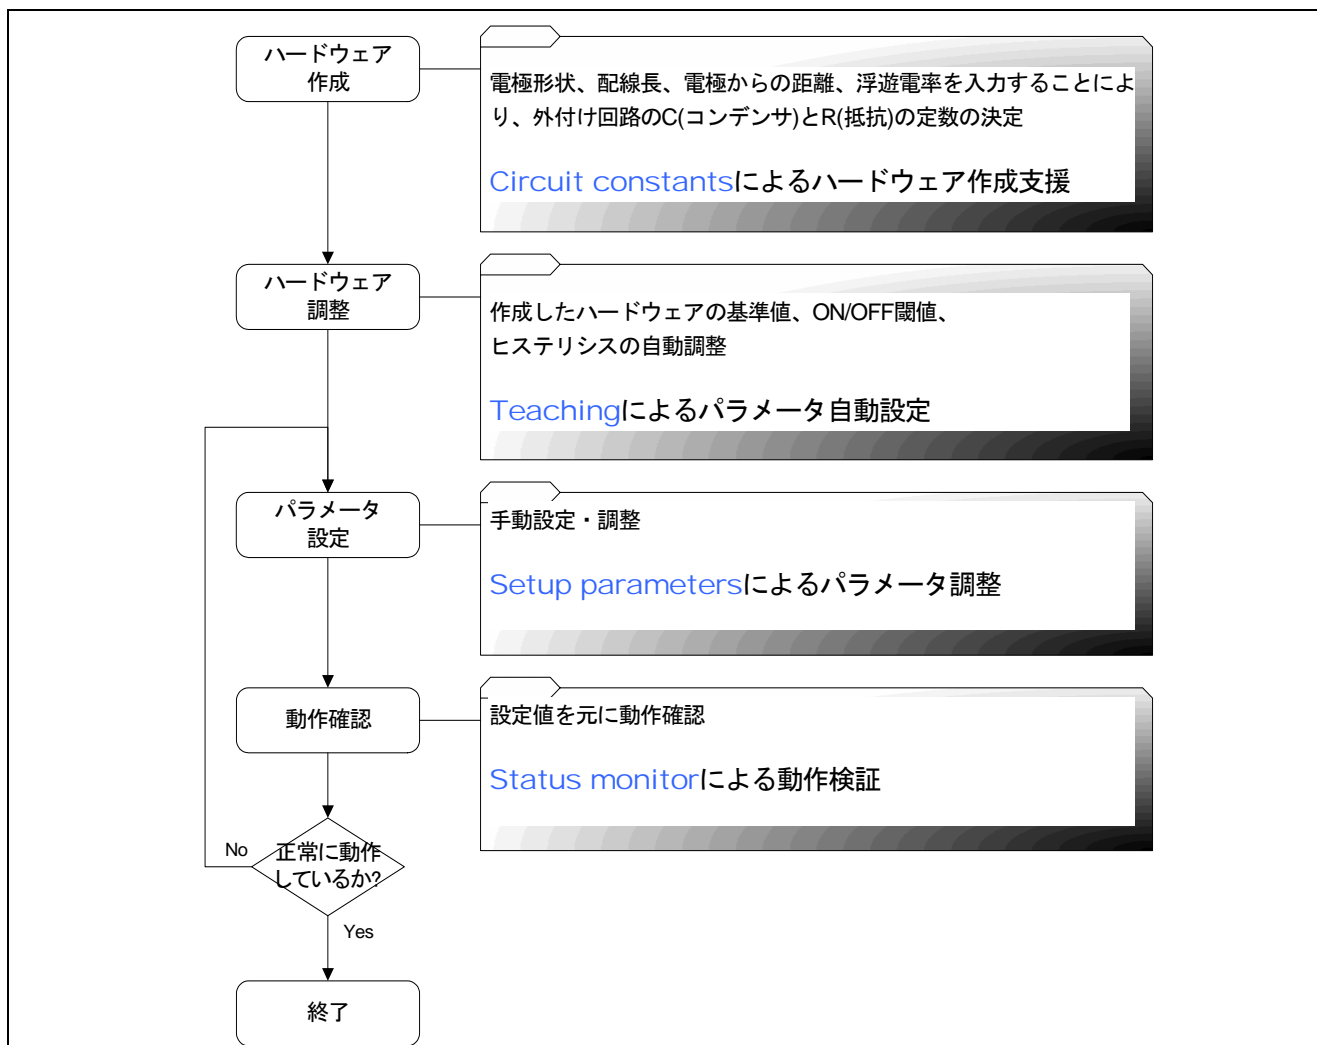 ハードウェア
作成
電極形状、配線長、電極からの距離、浮遊電率を入力することによ
り、外付け回路のC(コンデンサ)とR(抵抗)の定数の決定
Circuit constantsによるハードウェア作成支援
ハードウェア
調整
作成したハードウェアの基準値、ON/OFF閾値、
ヒステリシスの自動調整
Teachingによるパラメータ自動設定
パラメータ
設定
手動設定・調整
Setup parametersによるパラメータ調整
動作確認
設定値を元に動作確認
Status monitorによる動作検証
No
正常に動作
しているか?
Yes
終了